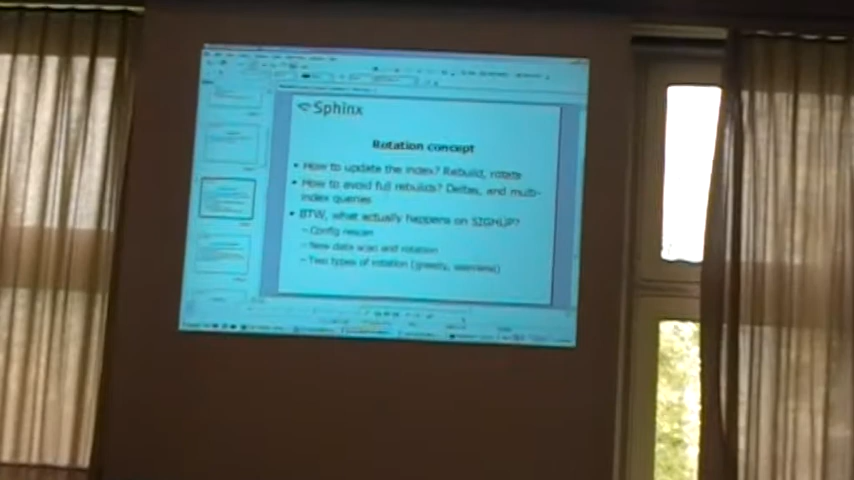 Sphinx
Rotation concept
• How to update the index? Rebuild, rotate
• How to avoid full rebuilds? Deltas, and multi-
index queries
• BTW, what actually happens on SIGHUP?
– Config rescan
– New data scan and rotation
– Two types of rotation (greedy, seamless)